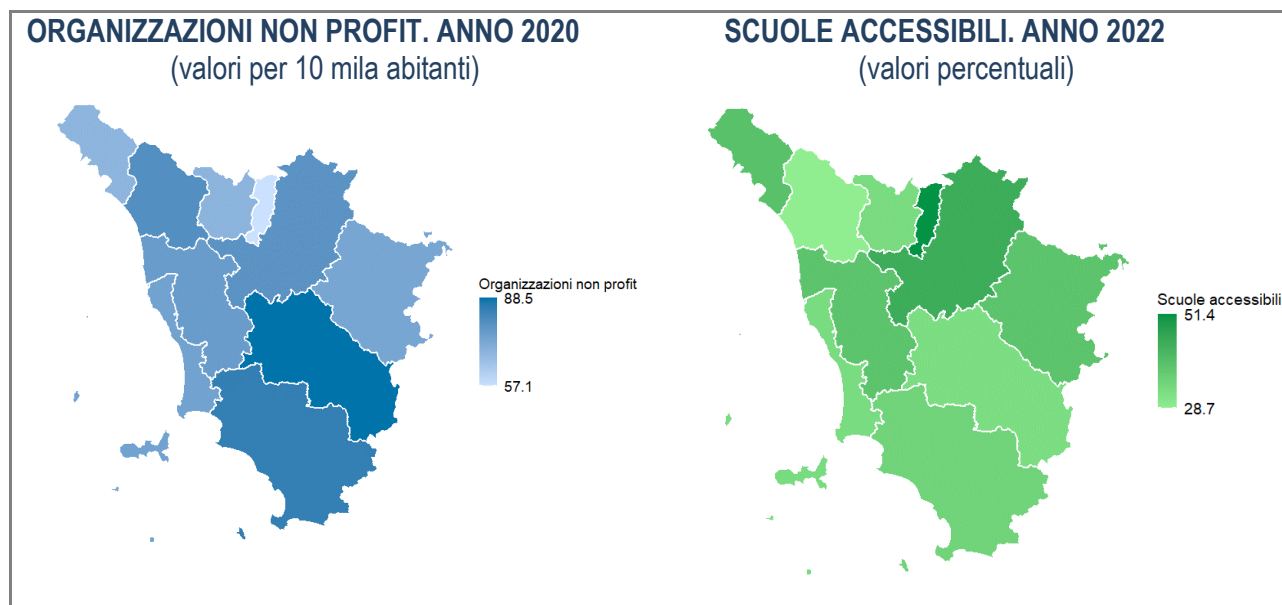 ORGANIZZAZIONI NON PROFIT. ANNO 2020
(valori per 10 mila abitanti)
Organizzazioni non profit
88.5
57.1
SCUOLE ACCESSIBILI. ANNO 2022
(valori percentuali)
Scuole accessibili
51.4
28.7